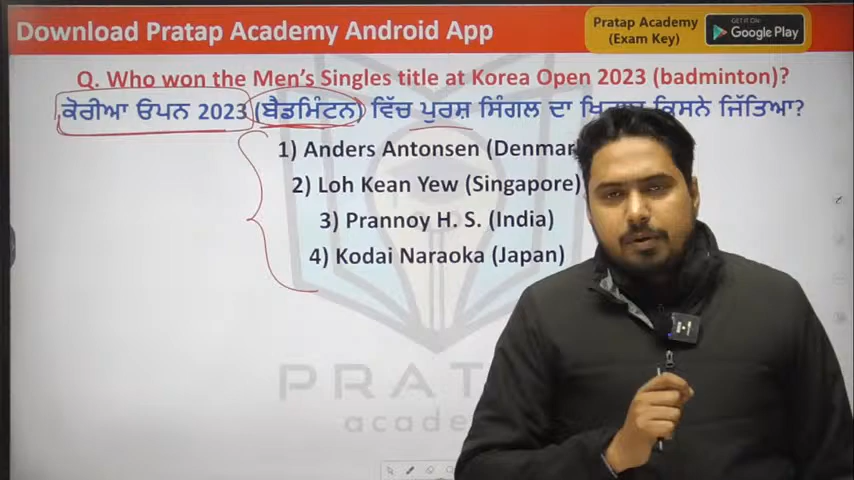 Download Pratap Academy Android App
Pratap Academy
(Exam Key)
GET IT ON
Google Play
Q. Who won the Men's Singles title at Korea Open 2023 (badminton)?
ਕੋਰੀਆ ਓਪਨ 2023 (ਬੈਡਮਿੰਟਨ) ਵਿੱਚ ਪੁਰਸ਼ ਸਿੰਗਲ ਦਾ ਕਿਸਨੇ ਜਿੱਤਿਆ?
1) Anders Antonsen (Denmar
2) Loh Kean Yew (Singapore)
3) Prannoy H. S. (India)
4) Kodai Naraoka (Japan)
PRAT
acade